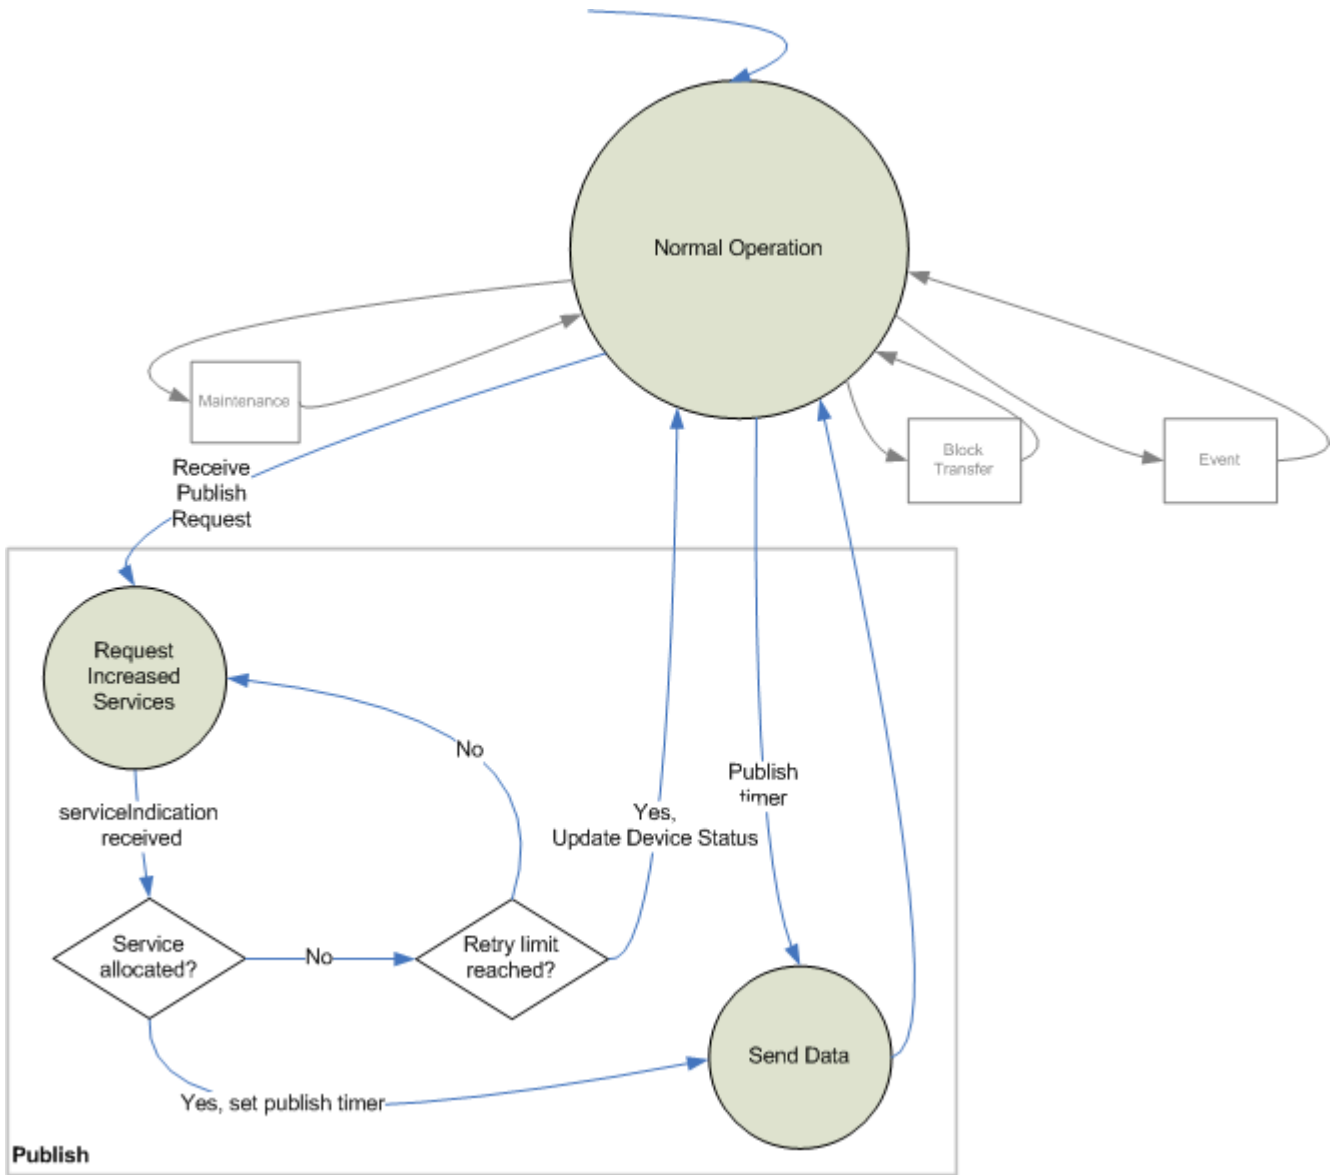 Normal Operation
Maintenance
Block
Transfer
Event
Receive
Publish
Request
Request
Increased
Services
No
Publish
timer
Yes,
Update Device Status
serviceIndication
received
Service
allocated?
No
Retry limit
reached?
Send Data
Yes, set publish timer
Publish